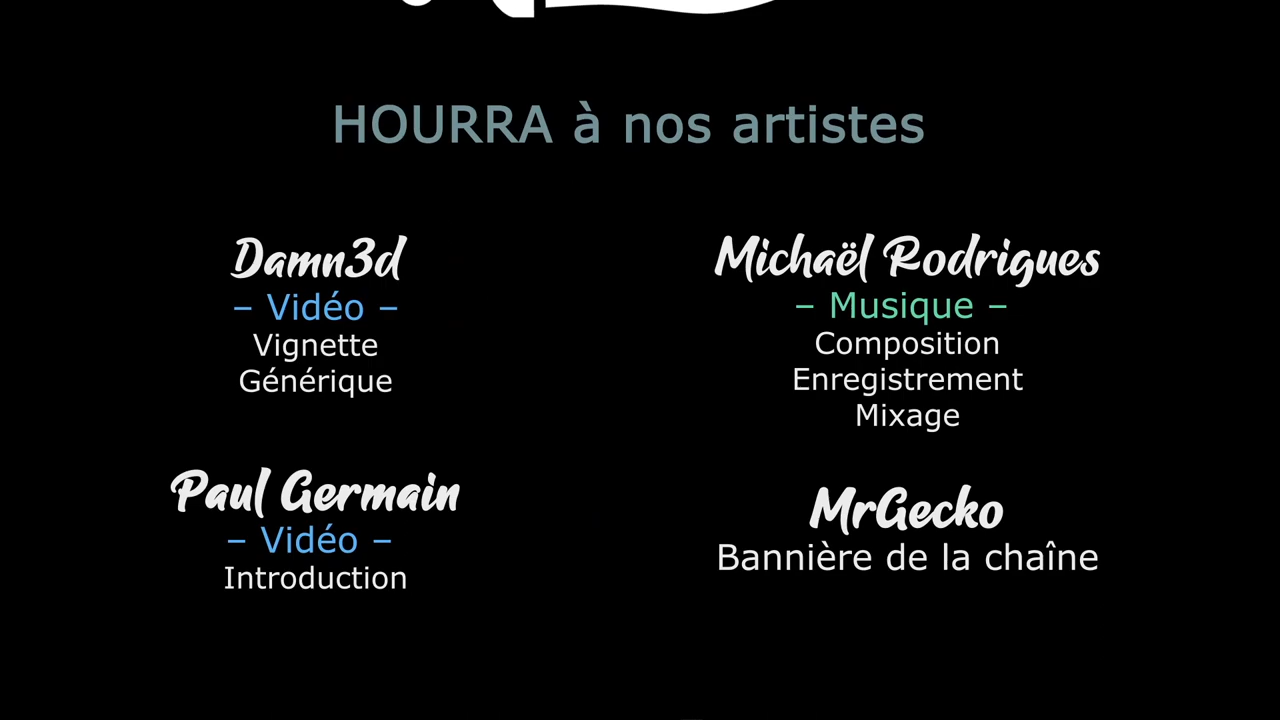 HOURRA à nos artistes
Damn3d
– Vidéo –
Vignette
Générique
Paul Germain
– Vidéo –
Introduction
Michaël Rodrigues
– Musique –
Composition
Enregistrement
Mixage
MrGecko
Bannière de la chaîne